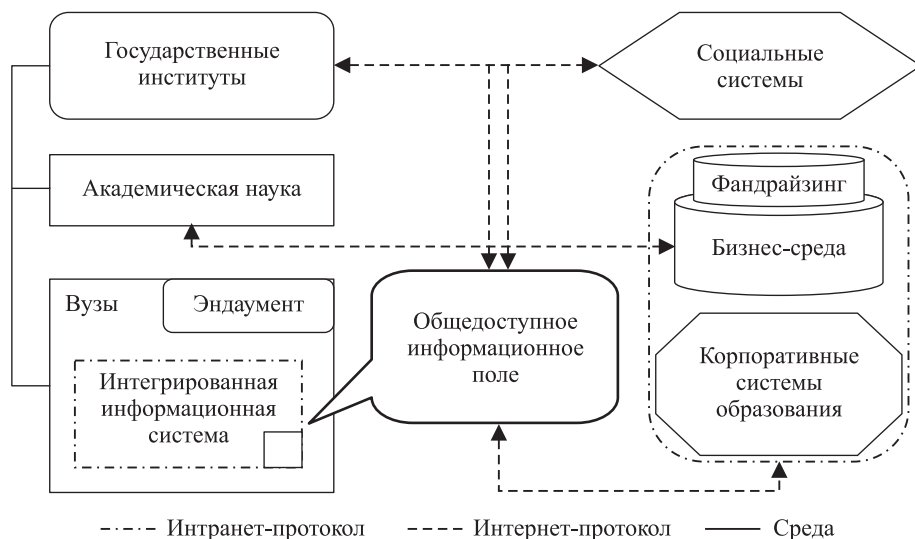 Государственные
институты
Социальные
системы
Академическая наука
Фандрайзинг
Бизнес-среда
Вузы
Эндаумент
Общедоступное
информационное
поле
Интегрированная
информационная
система
Корпоративные
системы
образования
Интранет-протокол
Интернет-протокол
Среда